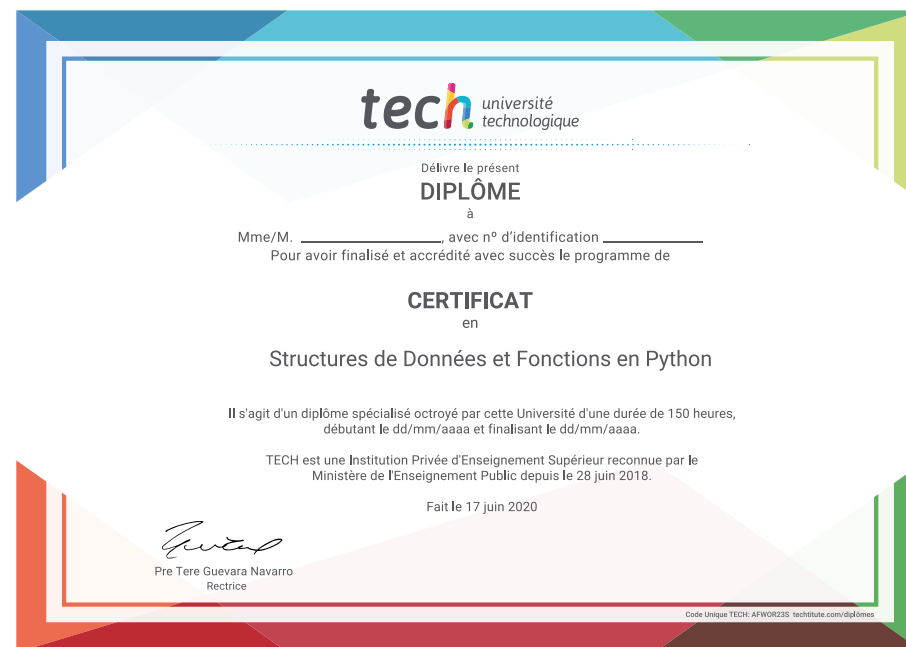 tech université
technologique
Délivre le présent
DIPLÔME
à
Mme/M. ____________________, avec nº d'identification ______________
Pour avoir finalisé et accrédité avec succès le programme de
CERTIFICAT
en
Structures de Données et Fonctions en Python
Il s'agit d'un diplôme spécialisé octroyé par cette Université d'une durée de 150 heures,
débutant le dd/mm/aaaa et finalisant le dd/mm/aaaa.
TECH est une Institution Privée d'Enseignement Supérieur reconnue par le
Ministère de l'Enseignement Public depuis le 28 juin 2018.
Fait le 17 juin 2020
Pre Tere Guevara Navarro
Rectrice
Code Unique TECH: AFWOR23S techtitute.com/diplômes